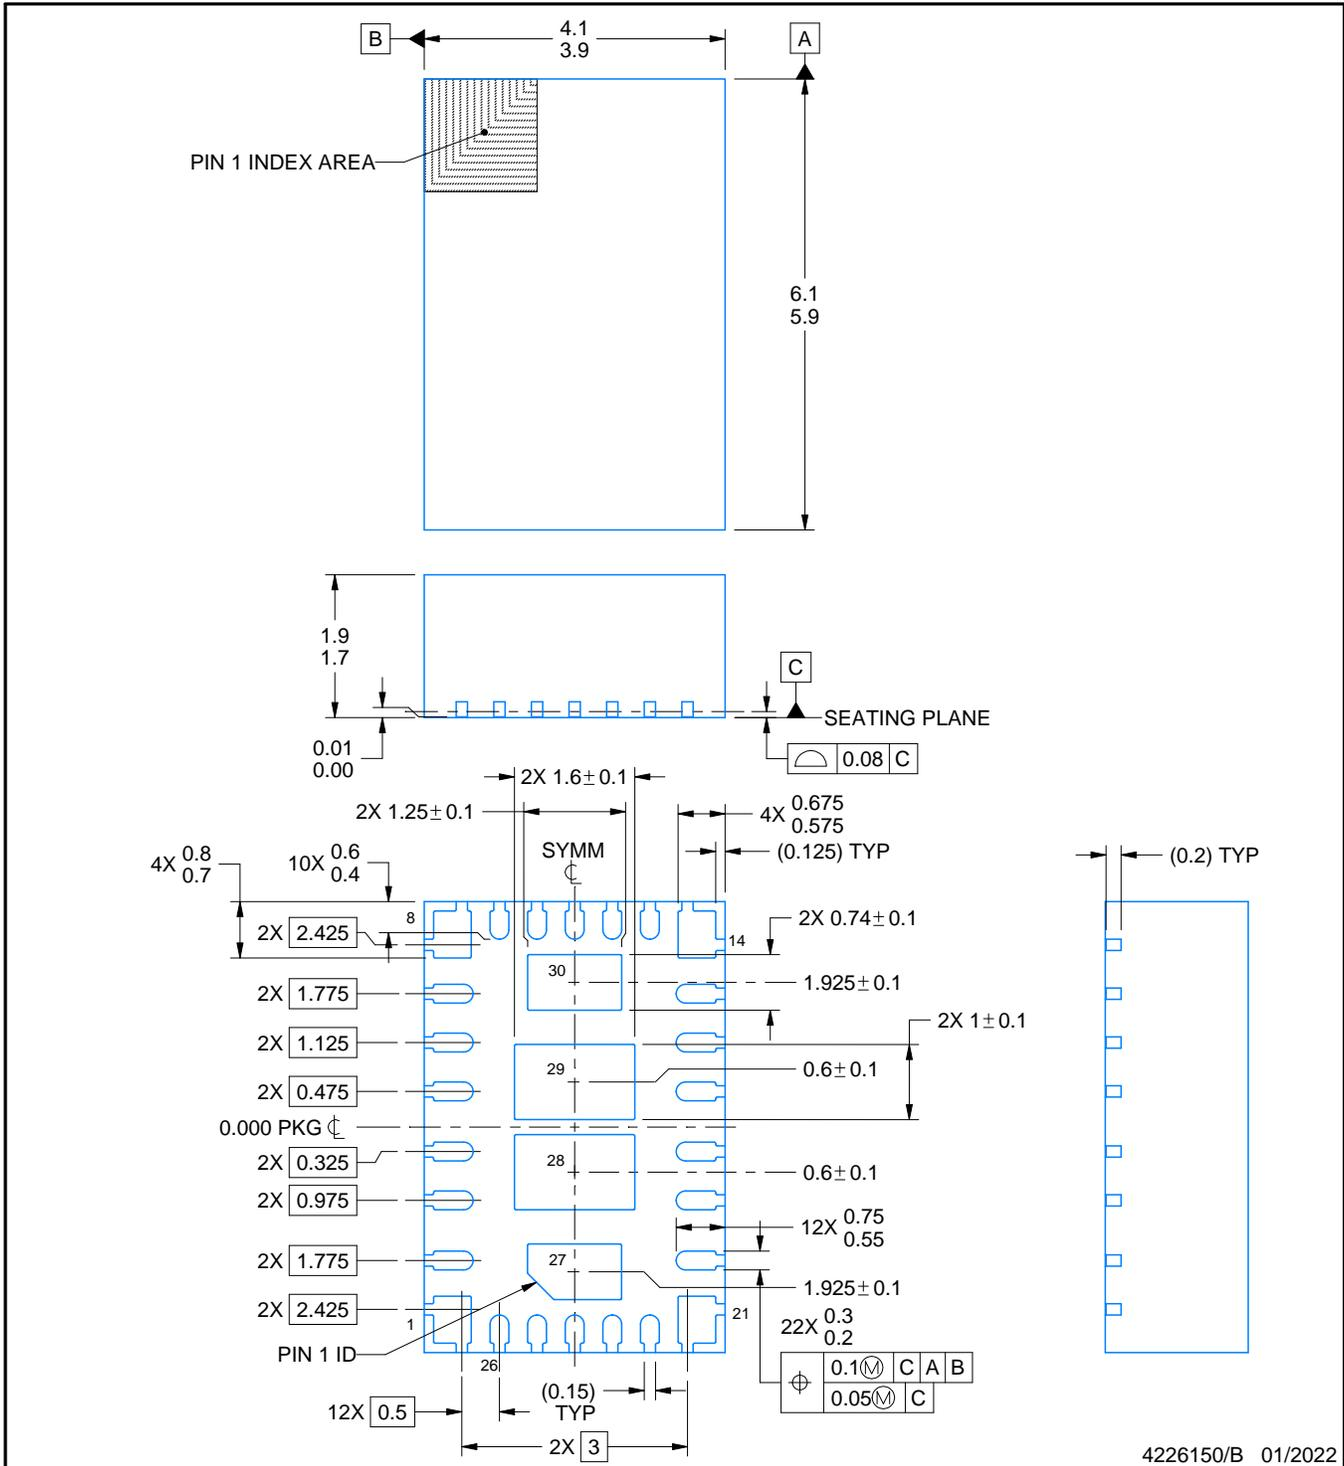 B
4.1
3.9
A
PIN 1 INDEX AREA
6.1
5.9
1.9
1.7
C
SEATING PLANE
0.01
0.00
0.08 C
2X 1.6±0.1
2X 1.25±0.1
4X 0.675
0.575
(0.125) TYP
SYMM
4X 0.8
0.7
10X 0.6
0.4
(0.2) TYP
8
14
2X 2.425
2X 0.74±0.1
30
1.925±0.1
2X 1.775
2X 1±0.1
2X 1.125
29
0.6±0.1
2X 0.475
0.000 PKG
2X 0.325
28
0.6±0.1
2X 0.975
12X 0.75
0.55
2X 1.775
27
1.925±0.1
2X 2.425
1
21
22X 0.3
0.2
PIN 1 ID
26
0.1Ⓜ C A B
0.05Ⓜ C
(0.15)
TYP
12X 0.5
2X 3
4226150/B 01/2022